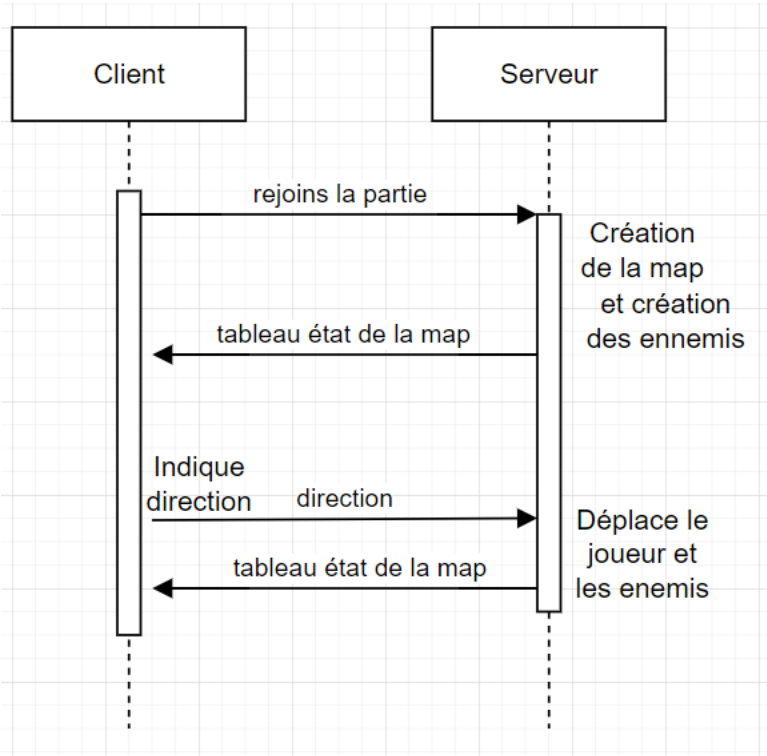 Client
Serveur
rejoins la partie
Création
de la map
et création
des ennemis
tableau état de la map
Indique
direction
direction
Déplace le
joueur et
les enemis
tableau état de la map